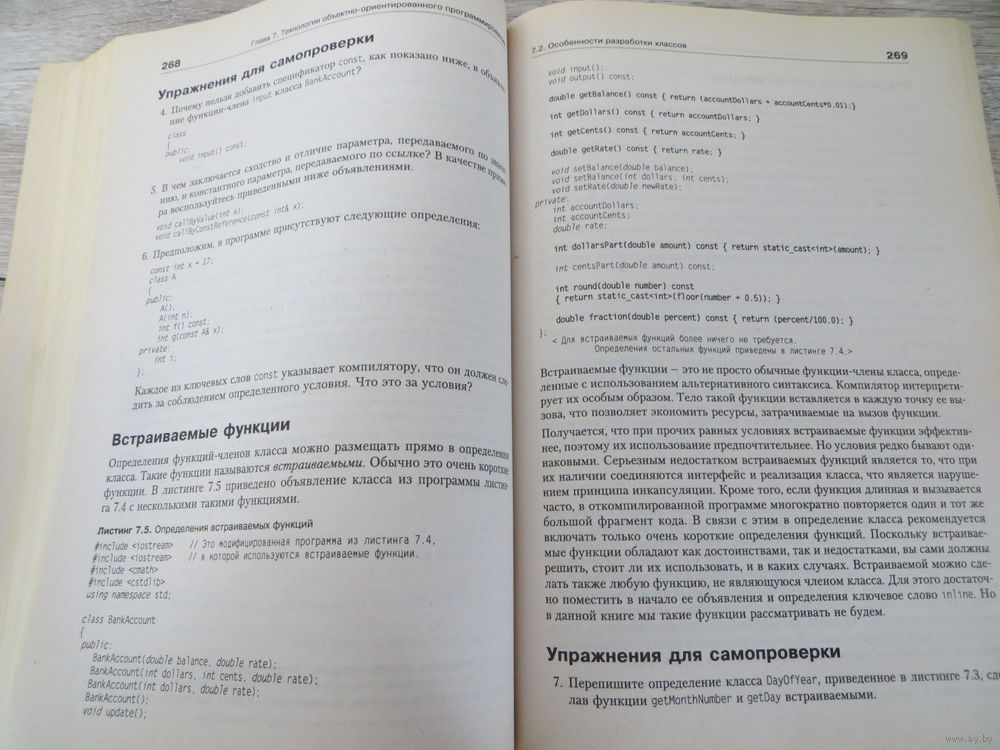 268
Глава 7. Технологии объектно-ориентированного программирования
Упражнения для самопроверки
4. Почему нельзя добавить спецификатор const, как показано ниже, в объявле-
ние функции-члена input класса BankAccount?
class
{
public:
void input() const;
5. В чем заключается сходство и отличие параметра, передаваемого по значе-
нию, и константного параметра, передаваемого по ссылке? В качестве приме-
ра воспользуйтесь приведенными ниже объявлениями.
void callByValue(int x);
void callByConstReference(const int& x);
6. Предположим, в программе присутствуют следующие определения:
const int x = 17;
class A
{
public:
A();
A(int n);
int f() const;
int g(const A& x);
private:
int i;
};
Каждое из ключевых слов const указывает компилятору, что он должен сле-
дить за соблюдением определенного условия. Что это за условия?
Встраиваемые функции
Определения функций-членов класса можно размещать прямо в определении
класса. Такие функции называются встраиваемыми. Обычно это очень короткие
функции. В листинге 7.5 приведено объявление класса из программы листин-
га 7.4 с несколькими такими функциями.
Листинг 7.5. Определения встраиваемых функций
#include <iostream> // Это модифицированная программа из листинга 7.4,
#include <iostream> // в которой используются встраиваемые функции.
#include <cmath>
#include <cstdlib>
using namespace std;
class BankAccount
{
public:
BankAccount(double balance, double rate);
BankAccount(int dollars, int cents, double rate);
BankAccount(int dollars, double rate);
BankAccount();
void update();
7.2. Особенности разработки классов
269
void input();
void output() const;
double getBalance() const { return (accountDollars + accountCents*0.01);}
int getDollars() const { return accountDollars; }
int getCents() const { return accountCents; }
double getRate() const { return rate; }
void setBalance(double balance);
void setBalance(int dollars, int cents);
void setRate(double newRate);
private:
int accountDollars;
int accountCents;
double rate;
int dollarsPart(double amount) const { return static_cast<int>(amount); }
int centsPart(double amount) const;
int round(double number) const
{ return static_cast<int>(floor(number + 0.5)); }
double fraction(double percent) const { return (percent/100.0); }
};
< Для встраиваемых функций более ничего не требуется.
Определения остальных функций приведены в листинге 7.4.>
Встраиваемые функции — это не просто обычные функции-члены класса, опреде-
ленные с использованием альтернативного синтаксиса. Компилятор интерпрети-
рует их особым образом. Тело такой функции вставляется в каждую точку ее вы-
зова, что позволяет экономить ресурсы, затрачиваемые на вызов функции.
Получается, что при прочих равных условиях встраиваемые функции эффектив-
нее, поэтому их использование предпочтительнее. Но условия редко бывают оди-
наковыми. Серьезным недостатком встраиваемых функций является то, что при
их наличии соединяются интерфейс и реализация класса, что является наруше-
нием принципа инкапсуляции. Кроме того, если функция длинная и вызывается
часто, в откомпилированной программе многократно повторяется один и тот же
большой фрагмент кода. В связи с этим в определение класса рекомендуется
включать только очень короткие определения функций. Поскольку встраивае-
мые функции обладают как достоинствами, так и недостатками, вы сами должны
решить, стоит ли их использовать, и в каких случаях. Встраиваемой можно сде-
лать также любую функцию, не являющуюся членом класса. Для этого достаточ-
но поместить в начало ее объявления и определения ключевое слово inline. Но
в данной книге мы такие функции рассматривать не будем.
Упражнения для самопроверки
7. Перепишите определение класса DayOfYear, приведенное в листинге 7.3, сде-
лав функции getMonthNumber и getDay встраиваемыми.
www.ay.by